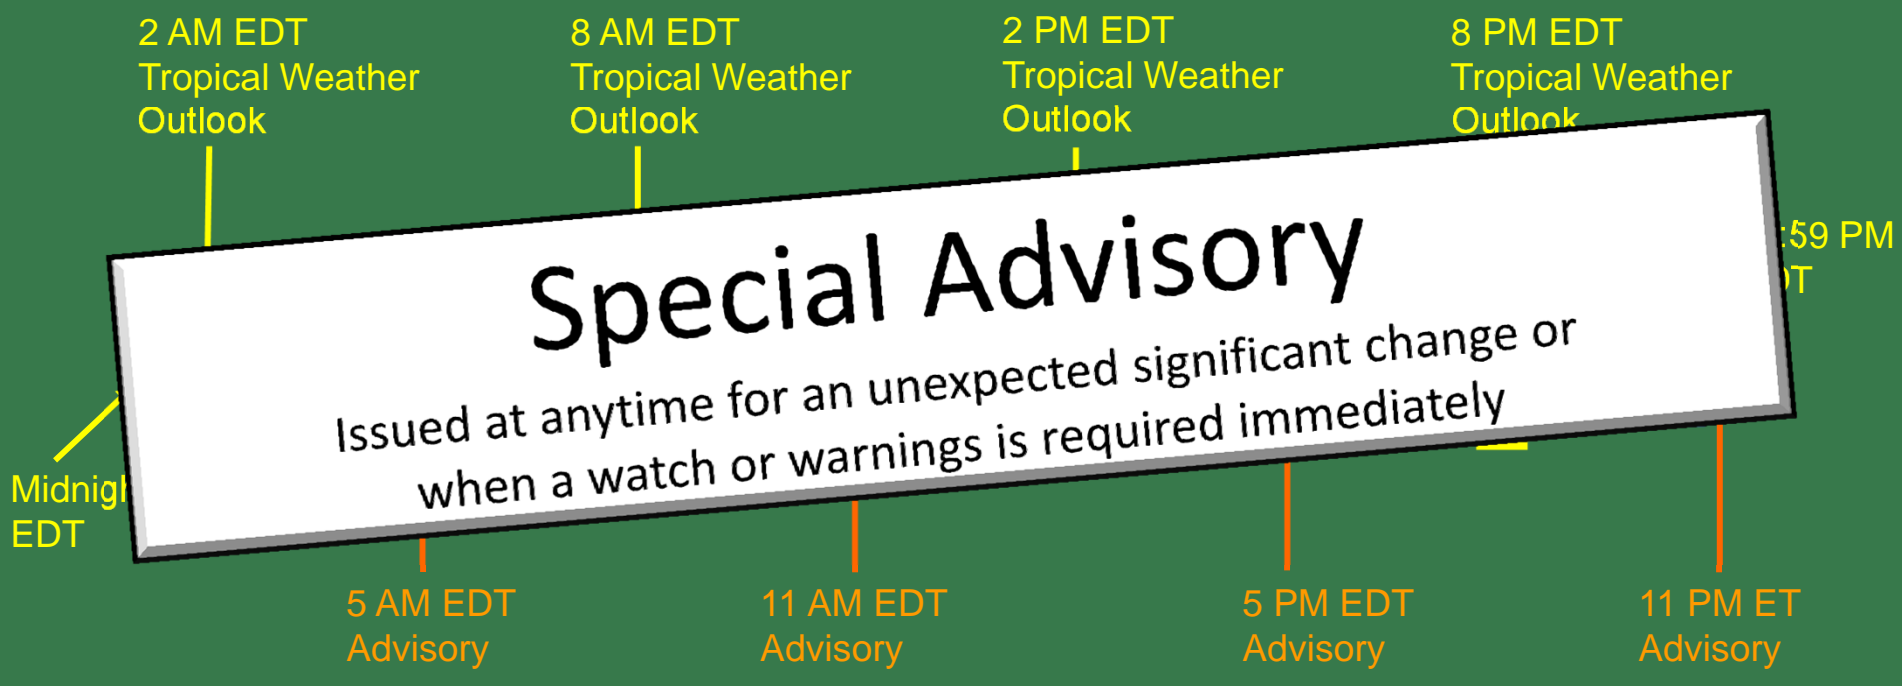 2 AM EDT
Tropical Weather
Outlook
8 AM EDT
Tropical Weather
Outlook
2 PM EDT
Tropical Weather
Outlook
8 PM EDT
Tropical Weather
Outlook
:59 PM
Special Advisory
Issued at anytime for an unexpected significant change or
when a watch or warnings is required immediately
EDT
5 AM EDT
Advisory
11 AM EDT
Advisory
5 PM EDT
Advisory
11 PM ET
Advisory